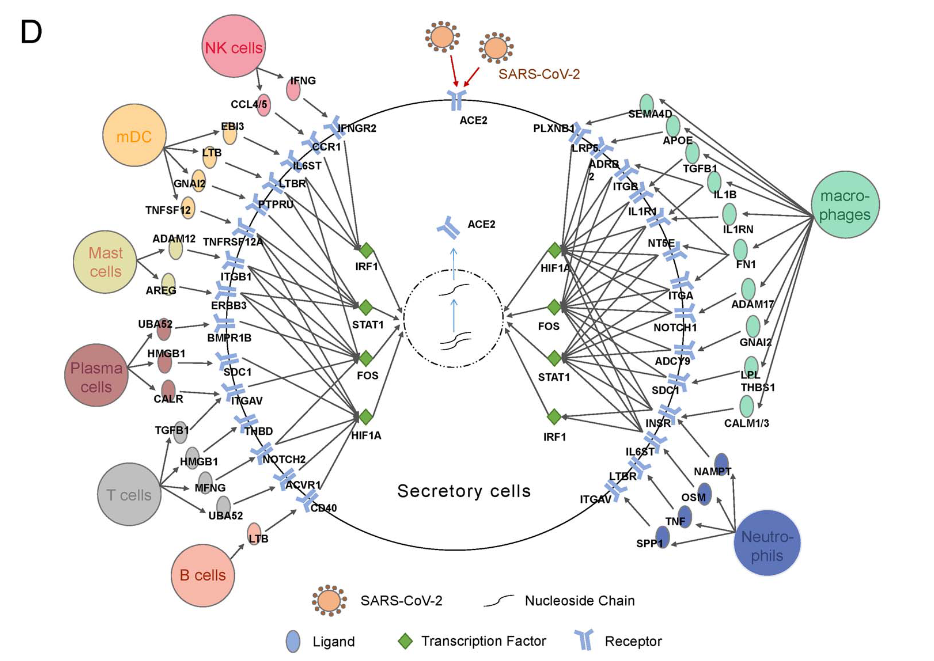 D
NK cells
IFNG
CCL4/5
SARS-CoV-2
ACE2
mDC
EBI3
LTB
GNAI2
TNFSF12
IFNGR2
CCR1
IL6ST
LTBR
PTPRU
TNFRSF12A
ITGB1
ERBB3
BMPR1B
SDC1
ITGAV
THBD
NOTCH2
ACVR1
CD40
Mast
cells
ADAM12
AREG
Plasma
cells
UBA52
HMGB1
CALR
T cells
TGFB1
HMGB1
MFNG
UBA52
B cells
LTB
IRF1
STAT1
FOS
HIF1A
ACE2
HIF1A
FOS
STAT1
IRF1
Secretory cells
PLXNB1
LRP5
ADRB
2
ITGB
IL1R1
NT5E
ITGA
NOTCH1
ADCY9
SDC1
INSR
IL6ST
LTBR
ITGAV
SEMA4D
APOE
TGFB1
IL1B
IL1RN
FN1
ADAM17
GNAI2
LPL
THBS1
CALM1/3
macro-
phages
NAMPT
OSM
TNF
SPP1
Neutro-
phils
SARS-CoV-2
Nucleoside Chain
Ligand
Transcription Factor
Receptor